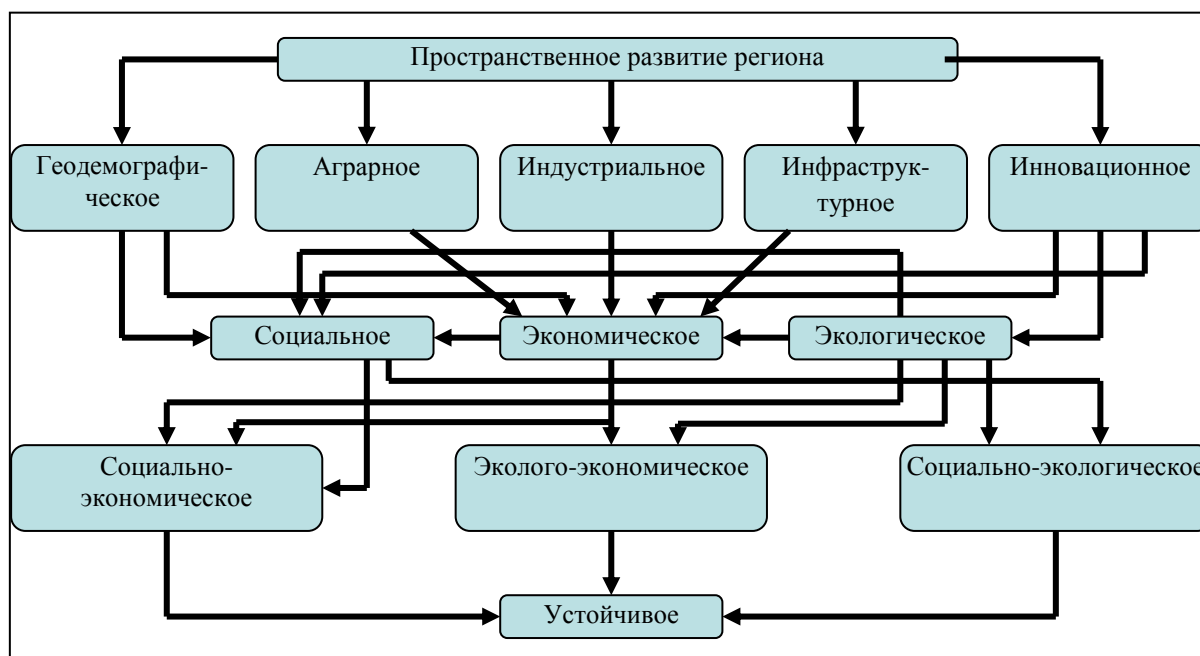 Пространственное развитие региона
Геодемографи-
ческое
Аграрное
Индустриальное
Инфраструк-
турное
Инновационное
Социальное
Экономическое
Экологическое
Социально-
экономическое
Эколого-экономическое
Социально-экологическое
Устойчивое